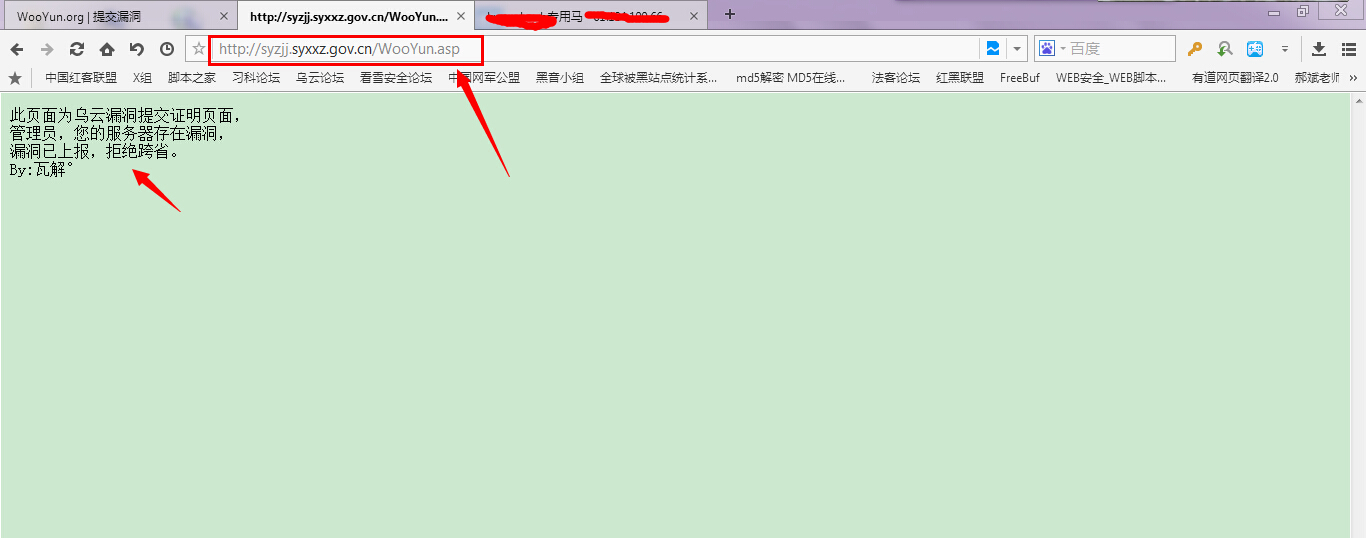 WooYun.org | 提交漏洞
http://syzjj.syxxz.gov.cn/WooYun....
专用马
http://syzjj.syxxz.gov.cn/WooYun.asp
百度
中国红客联盟 X组 脚本之家 习科论坛 乌云论坛 看雪安全论坛 中国网军公盟 黑音小组 全球被黑站点统计系... md5解密 MD5在线... 法客论坛 红黑联盟 FreeBuf WEB安全_WEB脚本... 有道网页翻译2.0 郝斌老师
此页面为乌云漏洞提交证明页面，
管理员，您的服务器存在漏洞，
漏洞已上报，拒绝跨省。
By:瓦解°